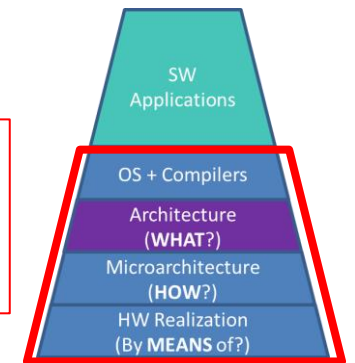 SW
Applications
OS + Compilers
Architecture
(WHAT?)
Microarchitecture
(HOW?)
HW Realization
(By MEANS of?)